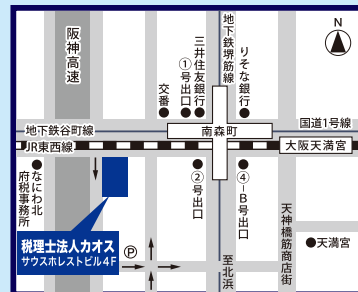 阪神高速
地下鉄堺筋線
りそな銀行
三井住友銀行
①号出口
交番
N
国道1号線
地下鉄谷町線
南森町
JR東西線
大阪天満宮
なにわ北
府税事務所
②号出口
④-B号出口
税理士法人カオス
サウスホレストビル4F
P
至北浜
天神橋筋商店街
天満宮